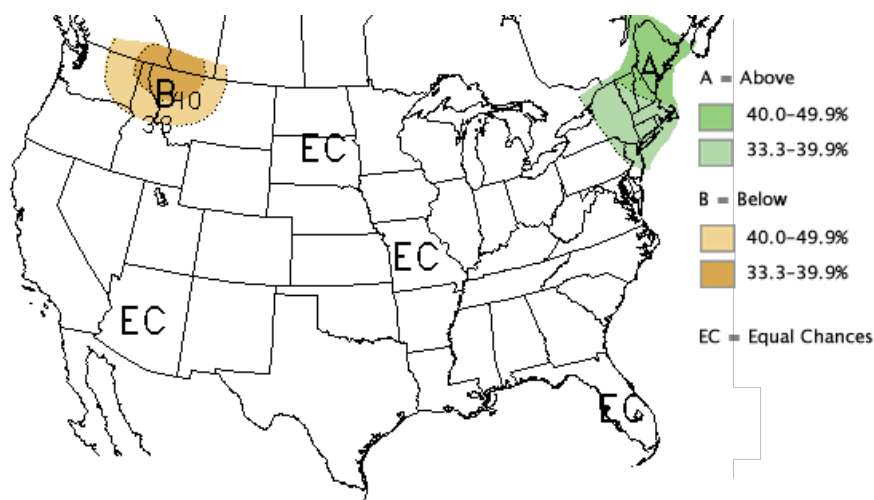 A
B 40
33
EC
EC
EC
EC
A = Above
40.0-49.9%
33.3-39.9%
B = Below
40.0-49.9%
33.3-39.9%
EC = Equal Chances